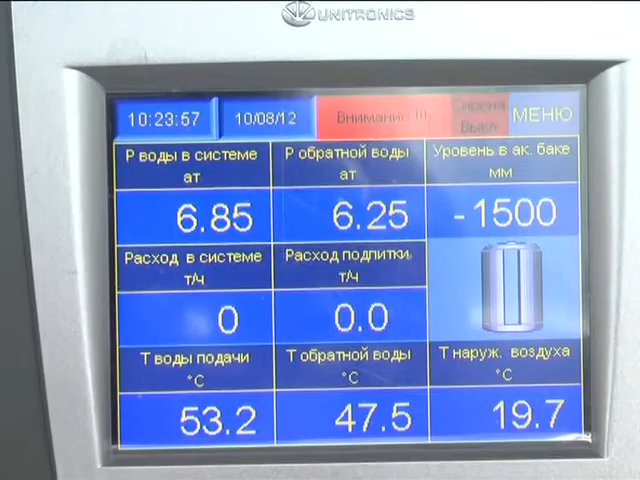 UNITRONICS
10:23:57 10/08/12 Внимание !!! Сирена Выкл МЕНЮ
P воды в системе ат
P обратной воды ат
Уровень в ак. баке мм
6.85 6.25 -1500
Расход в системе т/ч
Расход подпитки т/ч
0 0.0
T воды подачи °C
T обратной воды °C
T наруж. воздуха °C
53.2 47.5 19.7